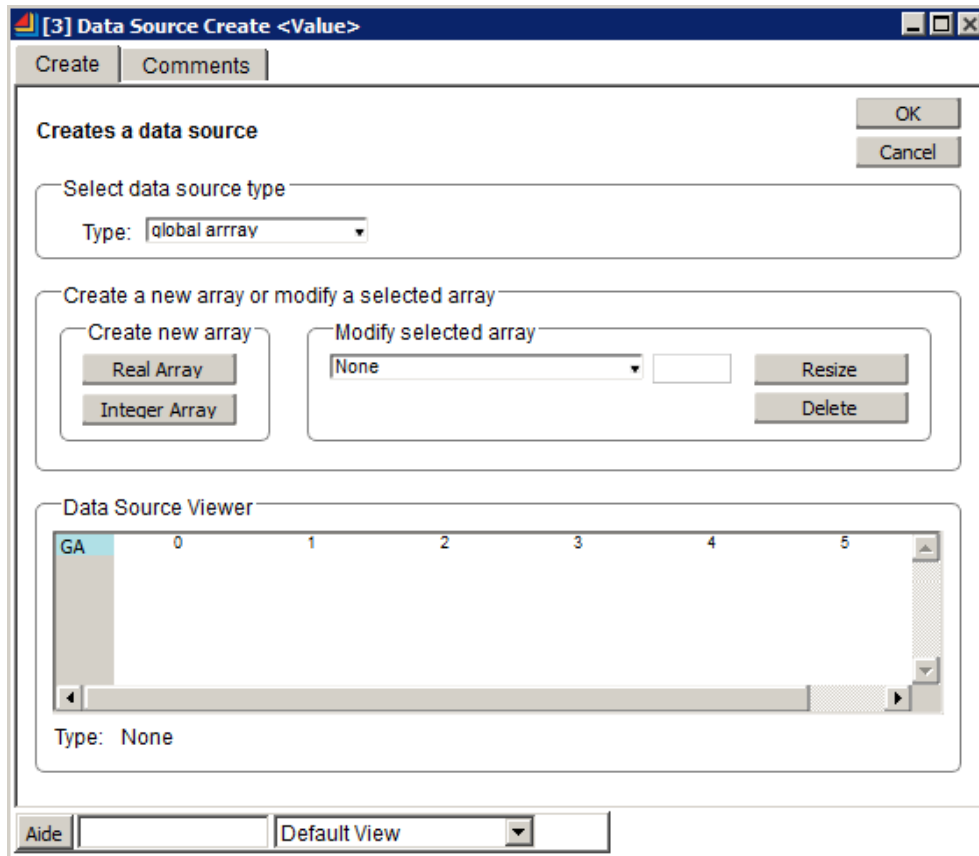 [3] Data Source Create <Value>
Create Comments
OK
Creates a data source
Cancel
Select data source type
Type: global arrray
Create a new array or modify a selected array
Create new array Modify selected array
Real Array None Resize
Integer Array Delete
Data Source Viewer
GA 0 1 2 3 4 5
Type: None
Aide Default View